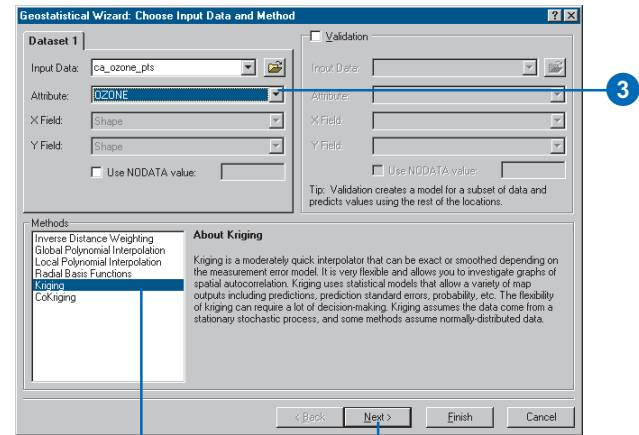 Geostatistical Wizard: Choose Input Data and Method
Dataset 1
Input Data: ca_ozone_pts
Attribute: OZONE
X Field: Shape
Y Field: Shape
Use NODATA value:
Validation
Input Data:
Attribute:
X Field:
Y Field:
Use NODATA value:
Tip: Validation creates a model for a subset of data and
predicts values using the rest of the locations.
3
Methods
Inverse Distance Weighting
Global Polynomial Interpolation
Local Polynomial Interpolation
Radial Basis Functions
Kriging
CoKriging
About Kriging
Kriging is a moderately quick interpolator that can be exact or smoothed depending on
the measurement error model. It is very flexible and allows you to investigate graphs of
spatial autocorrelation. Kriging uses statistical models that allow a variety of map
outputs including predictions, prediction standard errors, probability, etc. The flexibility
of kriging can require a lot of decision-making. Kriging assumes the data come from a
stationary stochastic process, and some methods assume normally-distributed data.
< Back
Next >
Finish
Cancel